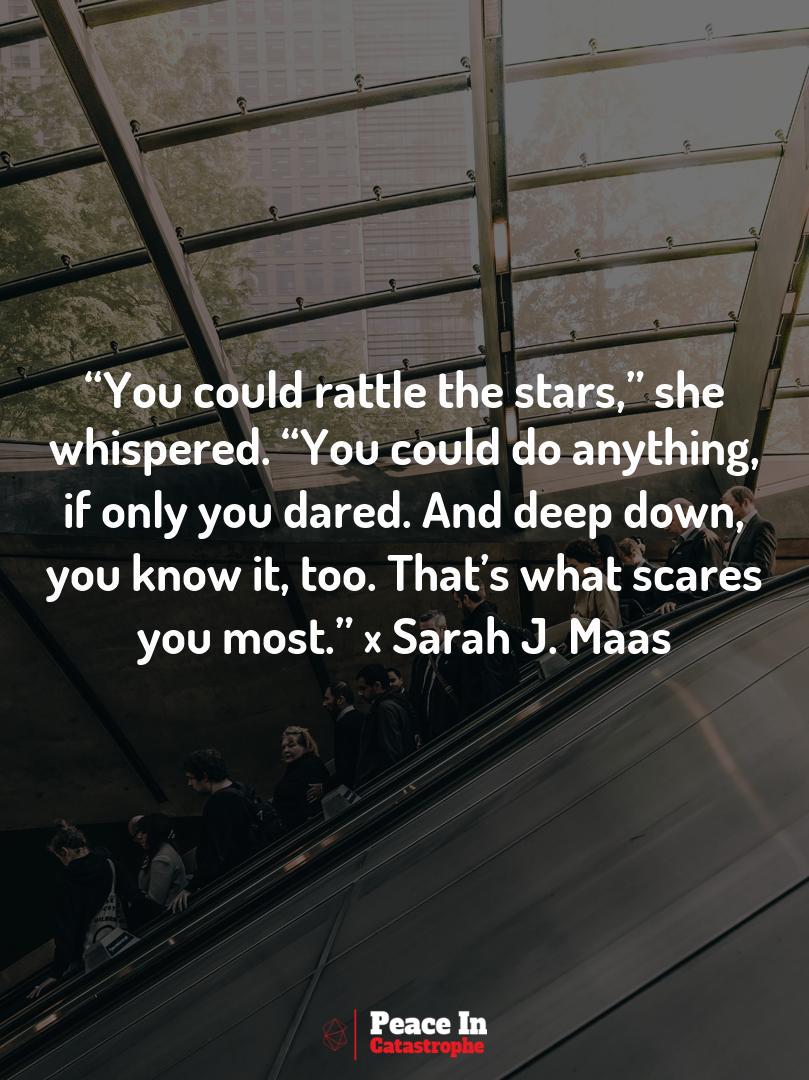 “You could rattle the stars,” she
whispered. “You could do anything,
if only you dared. And deep down,
you know it, too. That’s what scares
you most.” x Sarah J. Maas
Peace In
Catastrophe